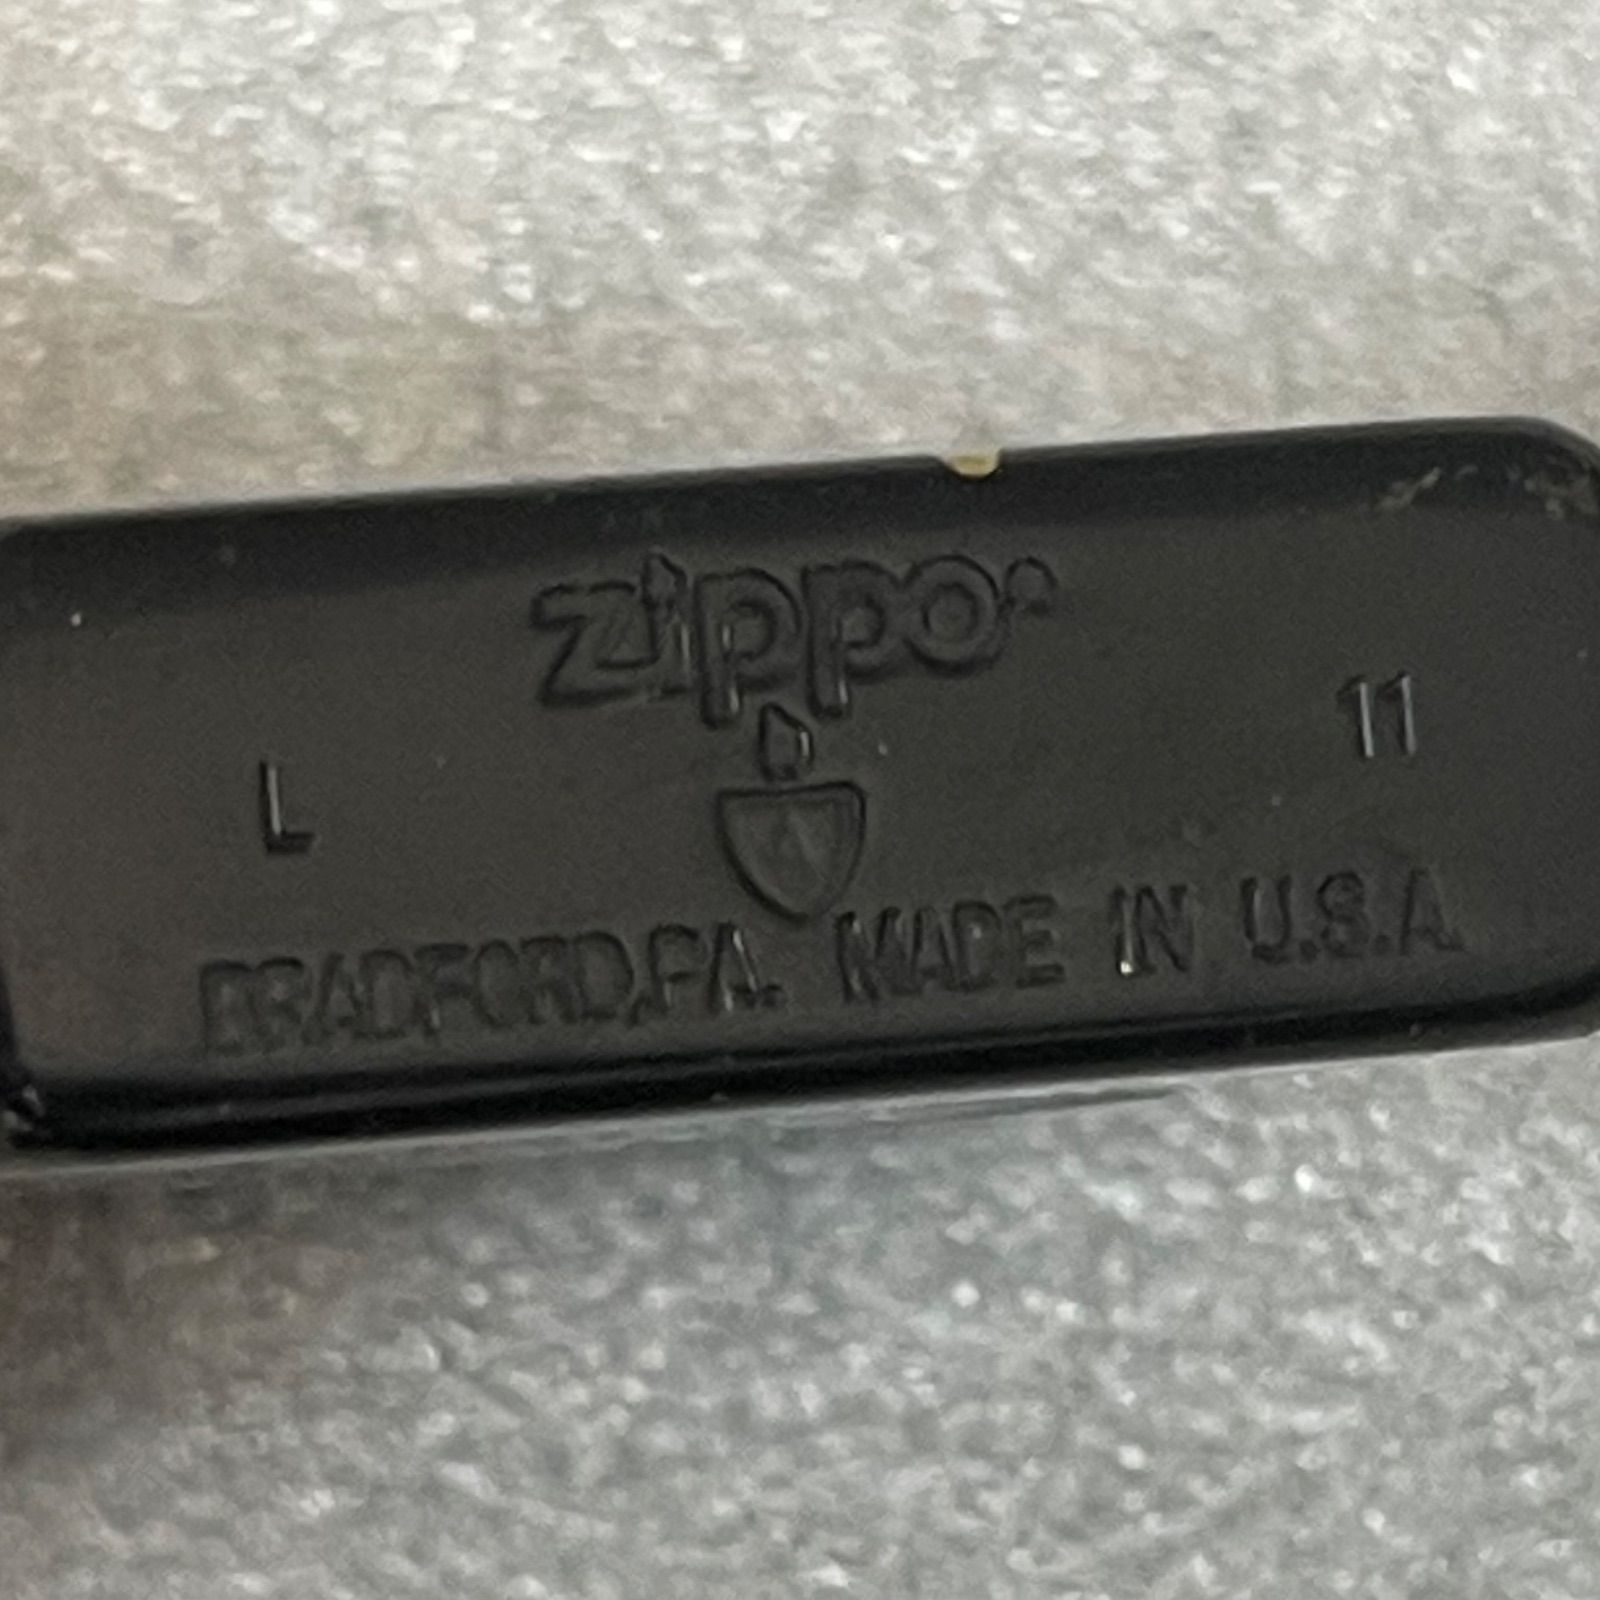 zippo
L 11
BRADFORD,PA. MADE IN U.S.A.